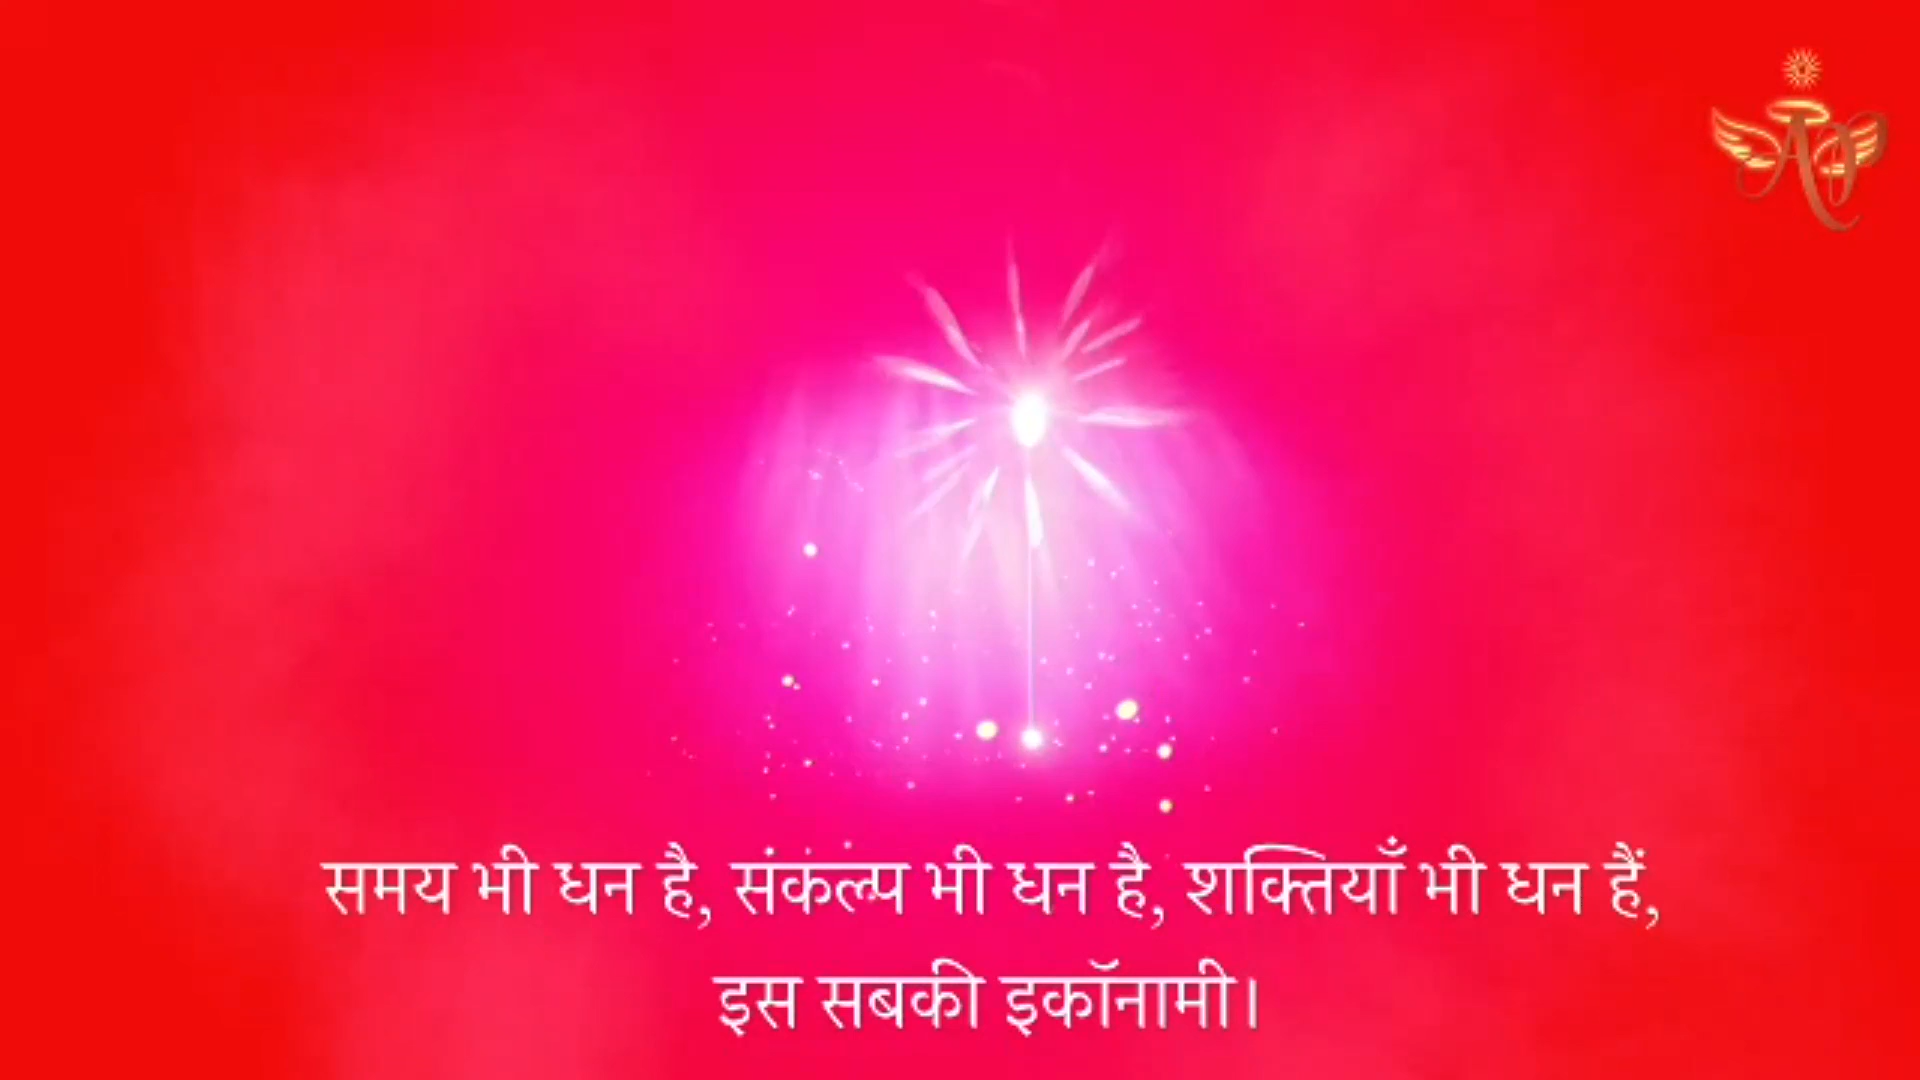 समय भी धन है, संकल्प भी धन है, शक्तियाँ भी धन हैं,
इस सबकी इकॉनामी।